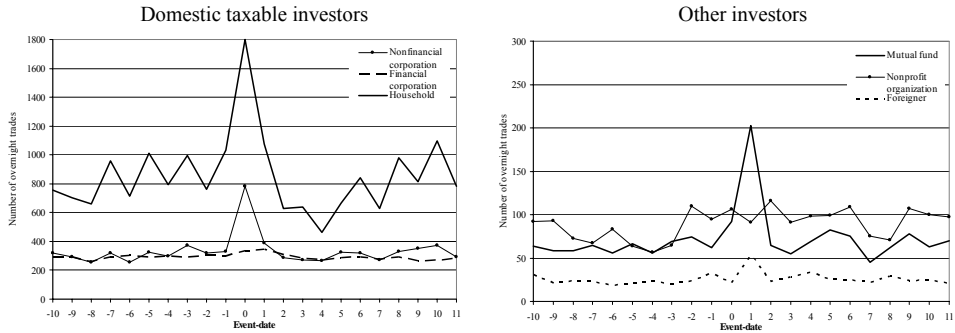 Domestic taxable investors
Number of overnight trades
1800
1600
1400
1200
1000
800
600
400
200
0
Nonfinancial
corporation
Financial
corporation
Household
-10 -9 -8 -7 -6 -5 -4 -3 -2 -1 0 1 2 3 4 5 6 7 8 9 10 11
Event-date
Other investors
Number of overnight trades
300
250
200
150
100
50
0
Mutual fund
Nonprofit
organization
Foreigner
-10 -9 -8 -7 -6 -5 -4 -3 -2 -1 0 1 2 3 4 5 6 7 8 9 10 11
Event-date